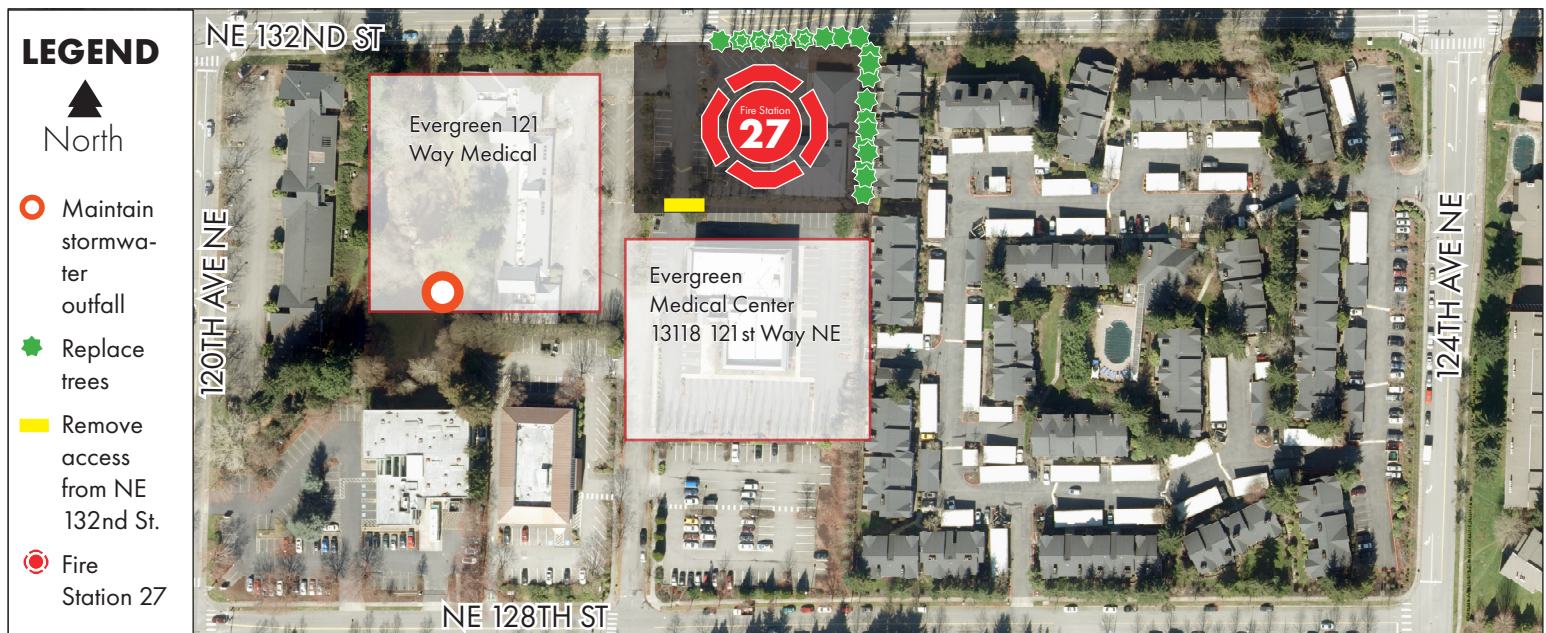 LEGEND
North
Maintain
stormwa-
ter
outfall
Replace
trees
Remove
access
from NE
132nd St.
Fire
Station 27
NE 132ND ST
Evergreen 121
Way Medical
Fire Station
27
Evergreen
Medical Center
13118 121st Way NE
120TH AVE NE
124TH AVE NE
NE 128TH ST